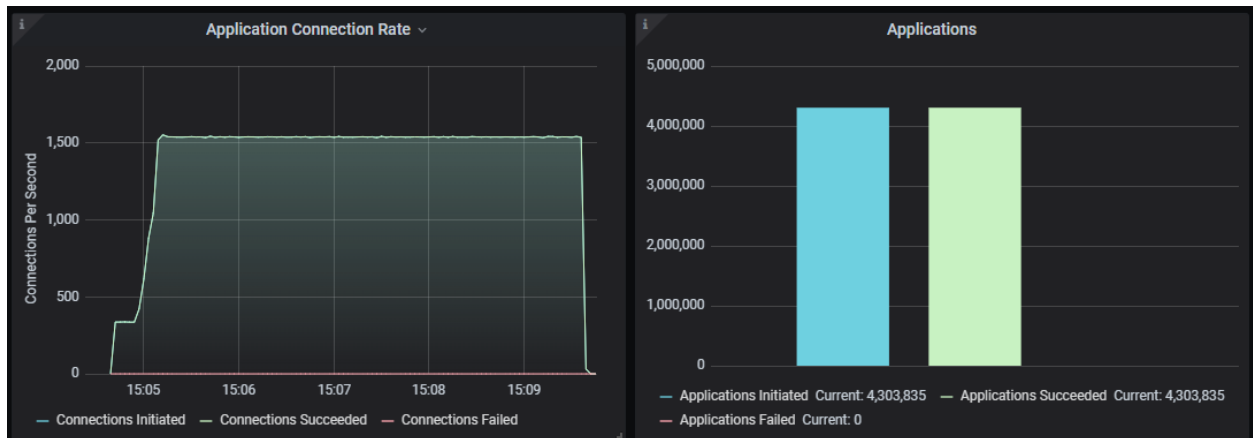 Application Connection Rate
Connections Per Second
2,000
1,500
1,000
500
0
15:05 15:06 15:07 15:08 15:09
Connections Initiated Connections Succeeded Connections Failed
Applications
5,000,000
4,000,000
3,000,000
2,000,000
1,000,000
0
Applications Initiated Current: 4,303,835 Applications Succeeded Current: 4,303,835
Applications Failed Current: 0